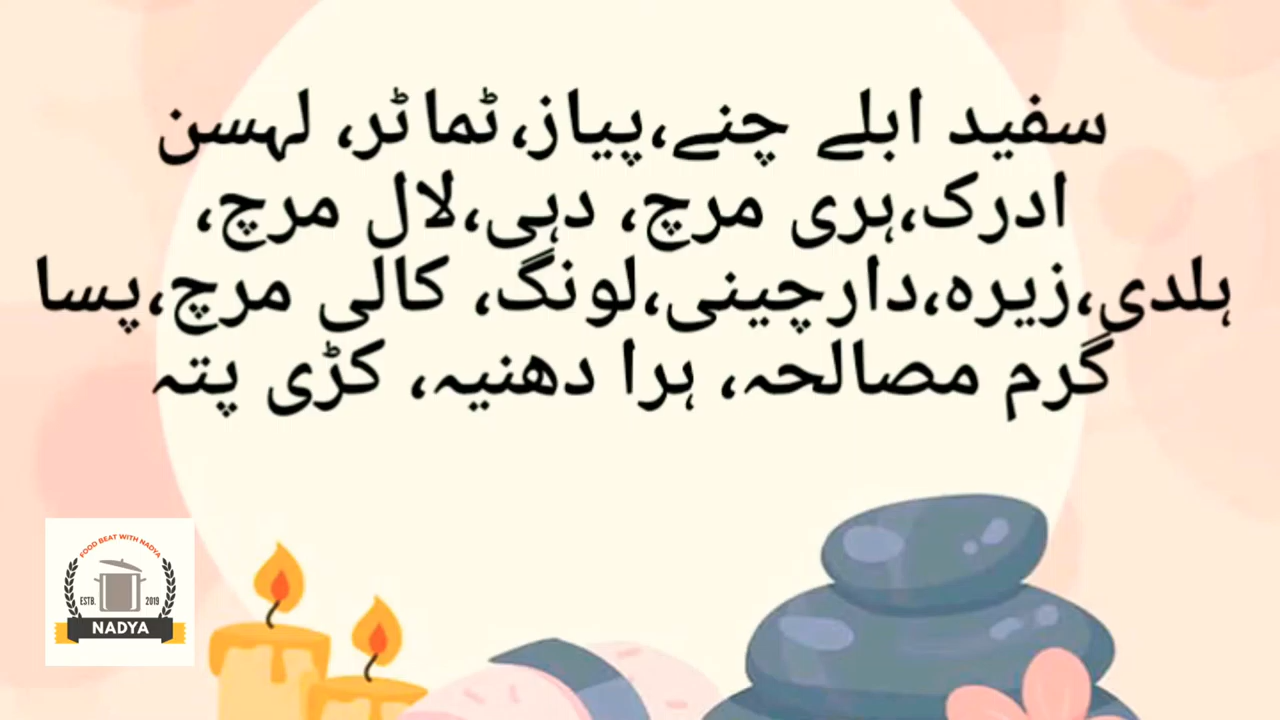 سفید ابلے چنے،پیاز،ٹماٹر، لہسن
ادرک،ہری مرچ، دہی،لال مرچ،
ہلدی،زیرہ،دارچینی،لونگ، کالی مرچ،پسا
گرم مصالحہ، ہرا دھنیہ، کڑی پتہ
FOOD BEAT WITH NADYA
ESTB. 2019
NADYA